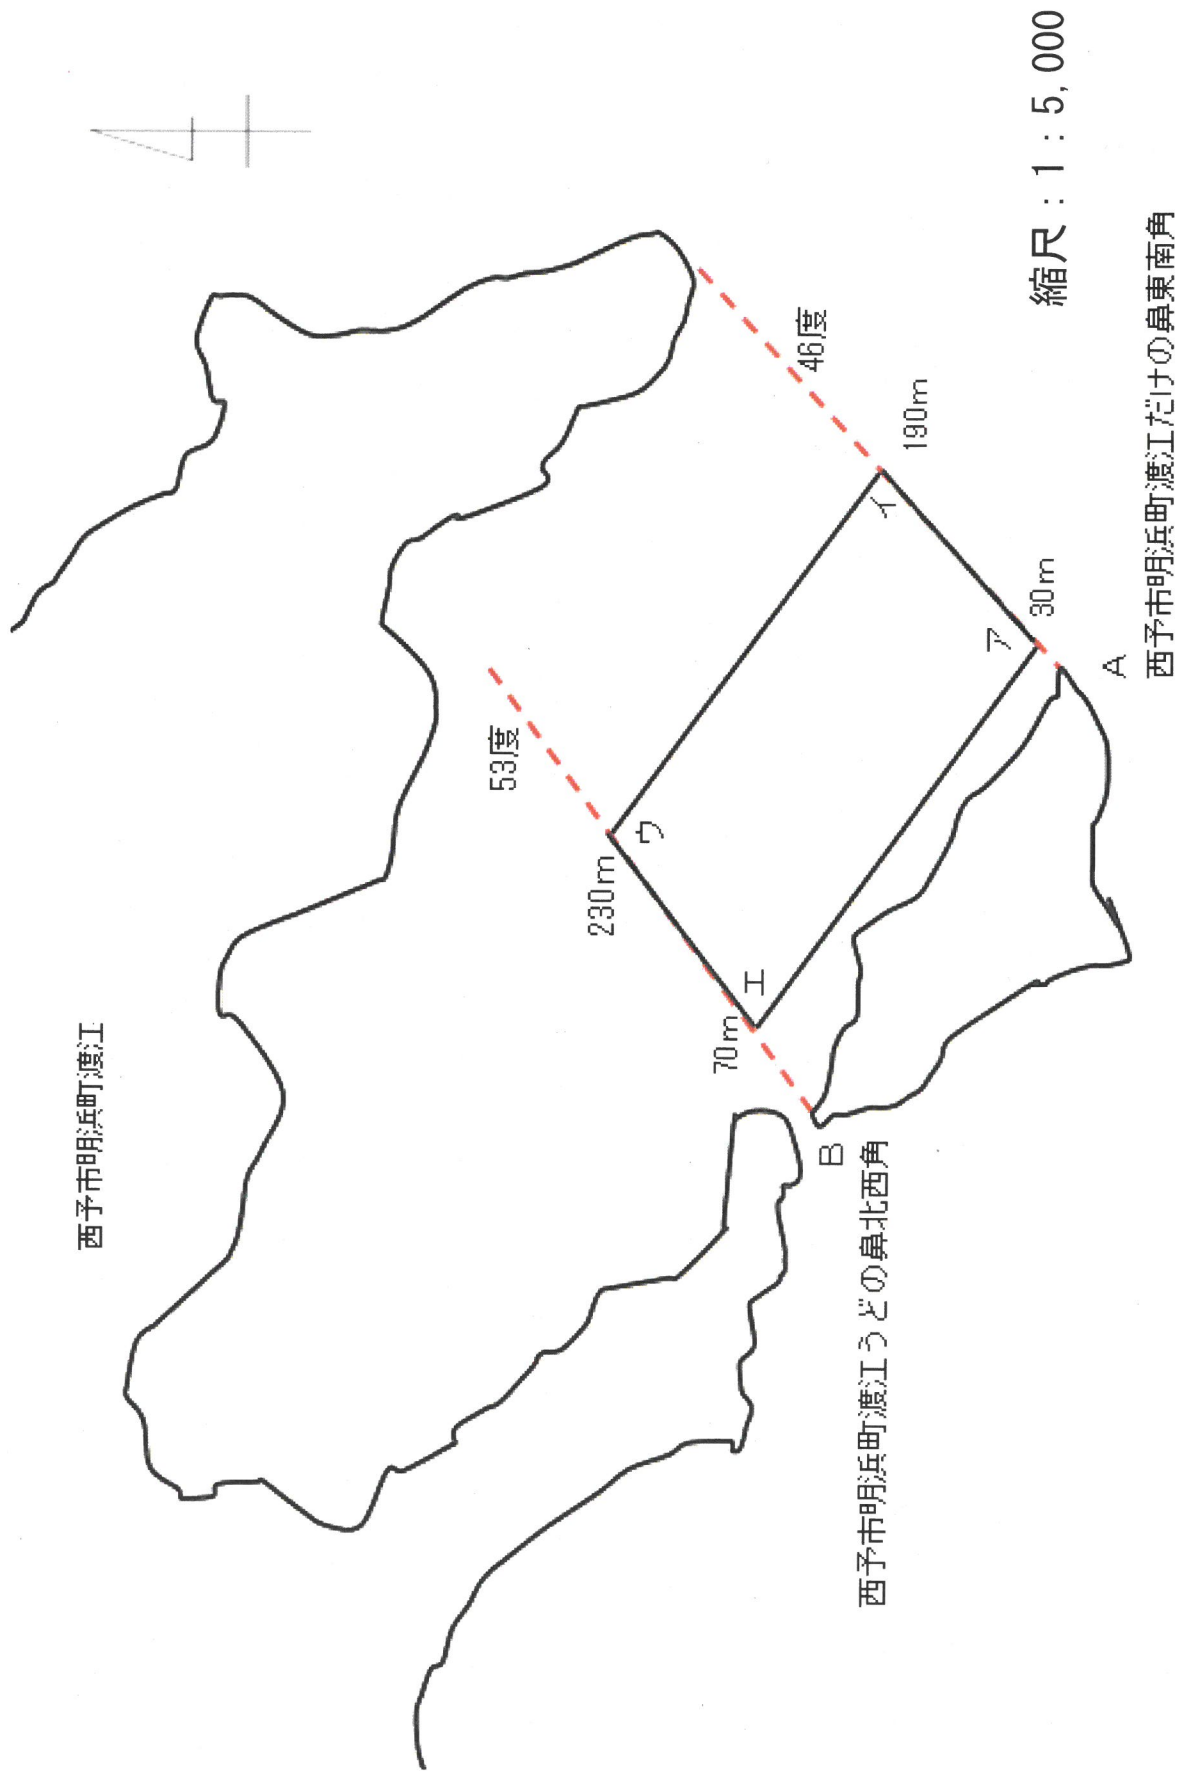 西予市明浜町渡江
53度
46度
230m
ウ
190m
イ
70m
エ
30m
ア
B
西予市明浜町渡江うどの鼻北西角
A
西予市明浜町渡江だけの鼻東南角
縮尺：1：5,000